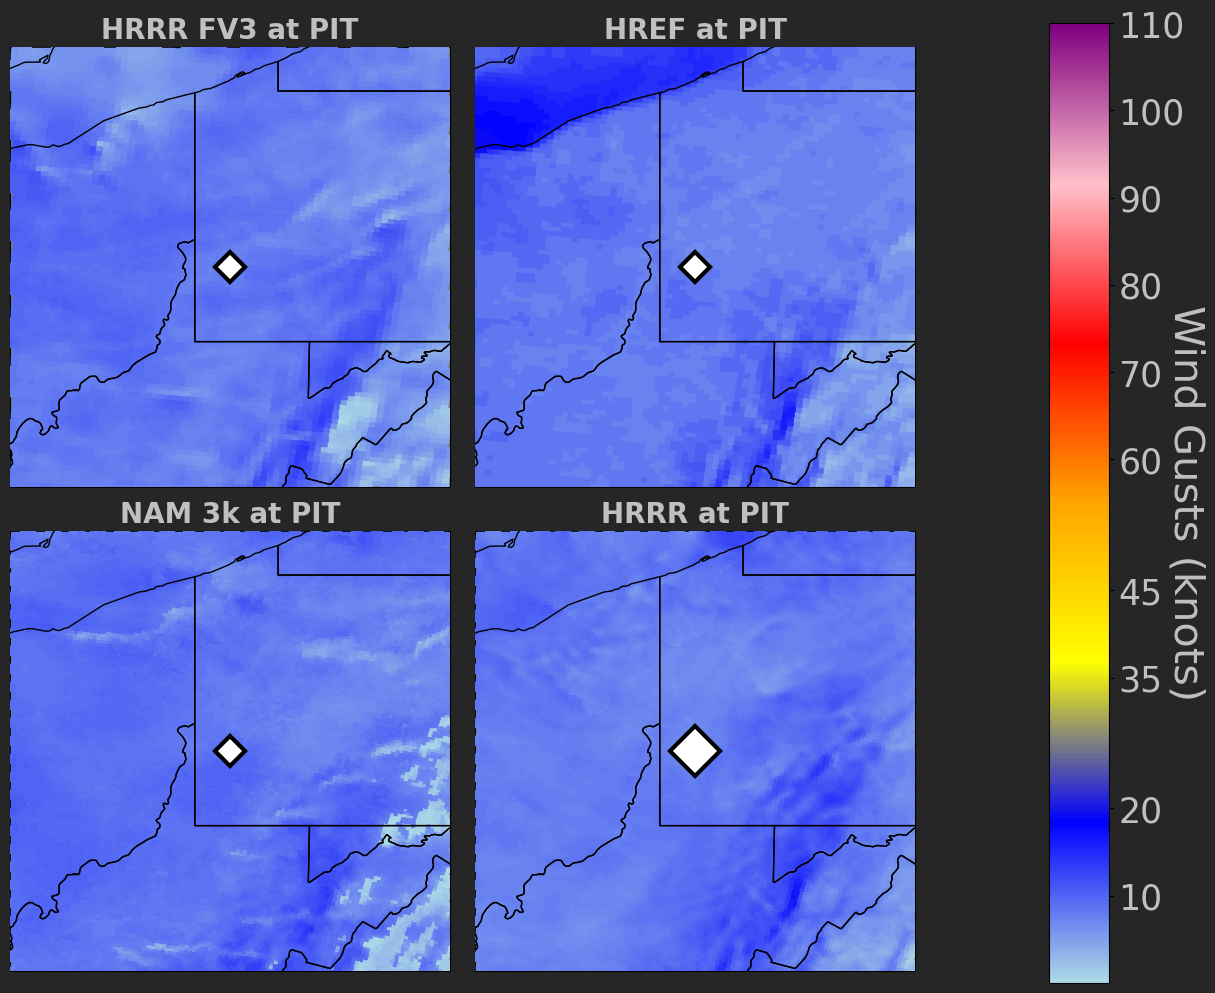 HRRR FV3 at PIT
HREF at PIT
NAM 3k at PIT
HRRR at PIT
110
100
90
80
70
60
45
35
20
10
Wind Gusts (knots)